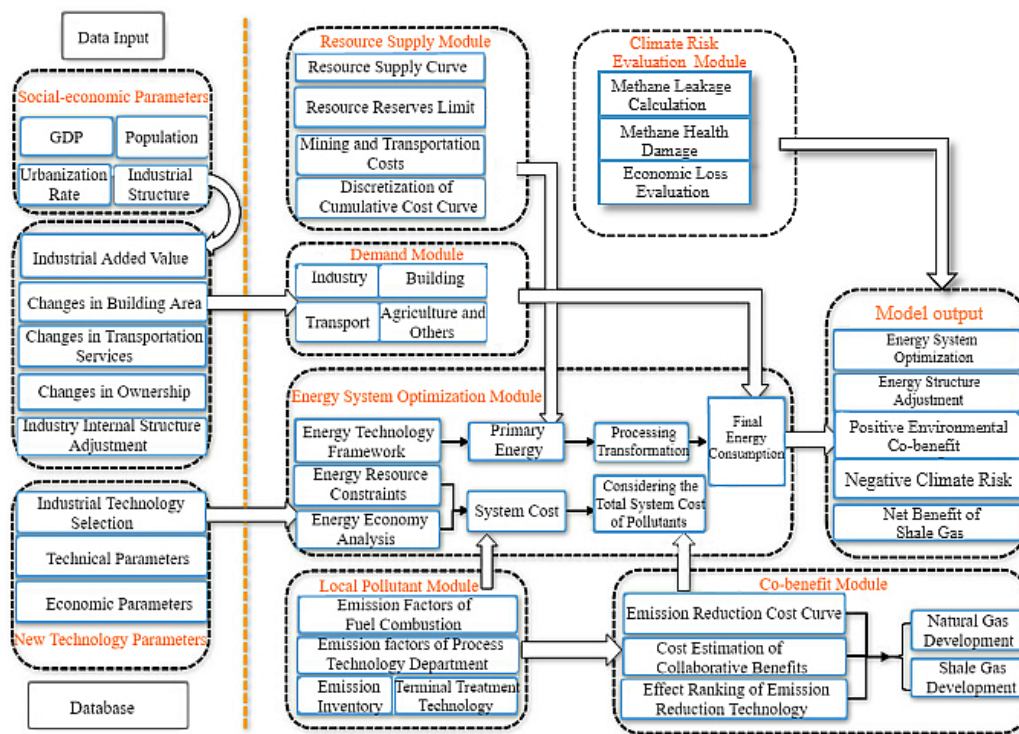 Data Input
Social-economic Parameters
GDP
Population
Urbanization
Rate
Industrial
Structure
Industrial Added Value
Changes in Building Area
Changes in Transportation
Services
Changes in Ownership
Industry Internal Structure
Adjustment
Industrial Technology
Selection
Technical Parameters
Economic Parameters
New Technology Parameters
Database
Resource Supply Module
Resource Supply Curve
Resource Reserves Limit
Mining and Transportation
Costs
Discretization of
Cumulative Cost Curve
Demand Module
Industry
Building
Transport
Agriculture and
Others
Energy System Optimization Module
Energy Technology
Framework
Primary
Energy
Processing
Transformation
Final
Energy
Consumption
Energy Resource
Constraints
Energy Economy
Analysis
System Cost
Considering the
Total System Cost
of Pollutants
Local Pollutant Module
Emission Factors of
Fuel Combustion
Emission factors of Process
Technology Department
Emission
Inventory
Terminal Treatment
Technology
Climate Risk
Evaluation Module
Methane Leakage
Calculation
Methane Health
Damage
Economic Loss
Evaluation
Model output
Energy System
Optimization
Energy Structure
Adjustment
Positive Environmental
Co-benefit
Negative Climate Risk
Net Benefit of
Shale Gas
Co-benefit Module
Emission Reduction Cost Curve
Cost Estimation of
Collaborative Benefits
Effect Ranking of Emission
Reduction Technology
Natural Gas
Development
Shale Gas
Development